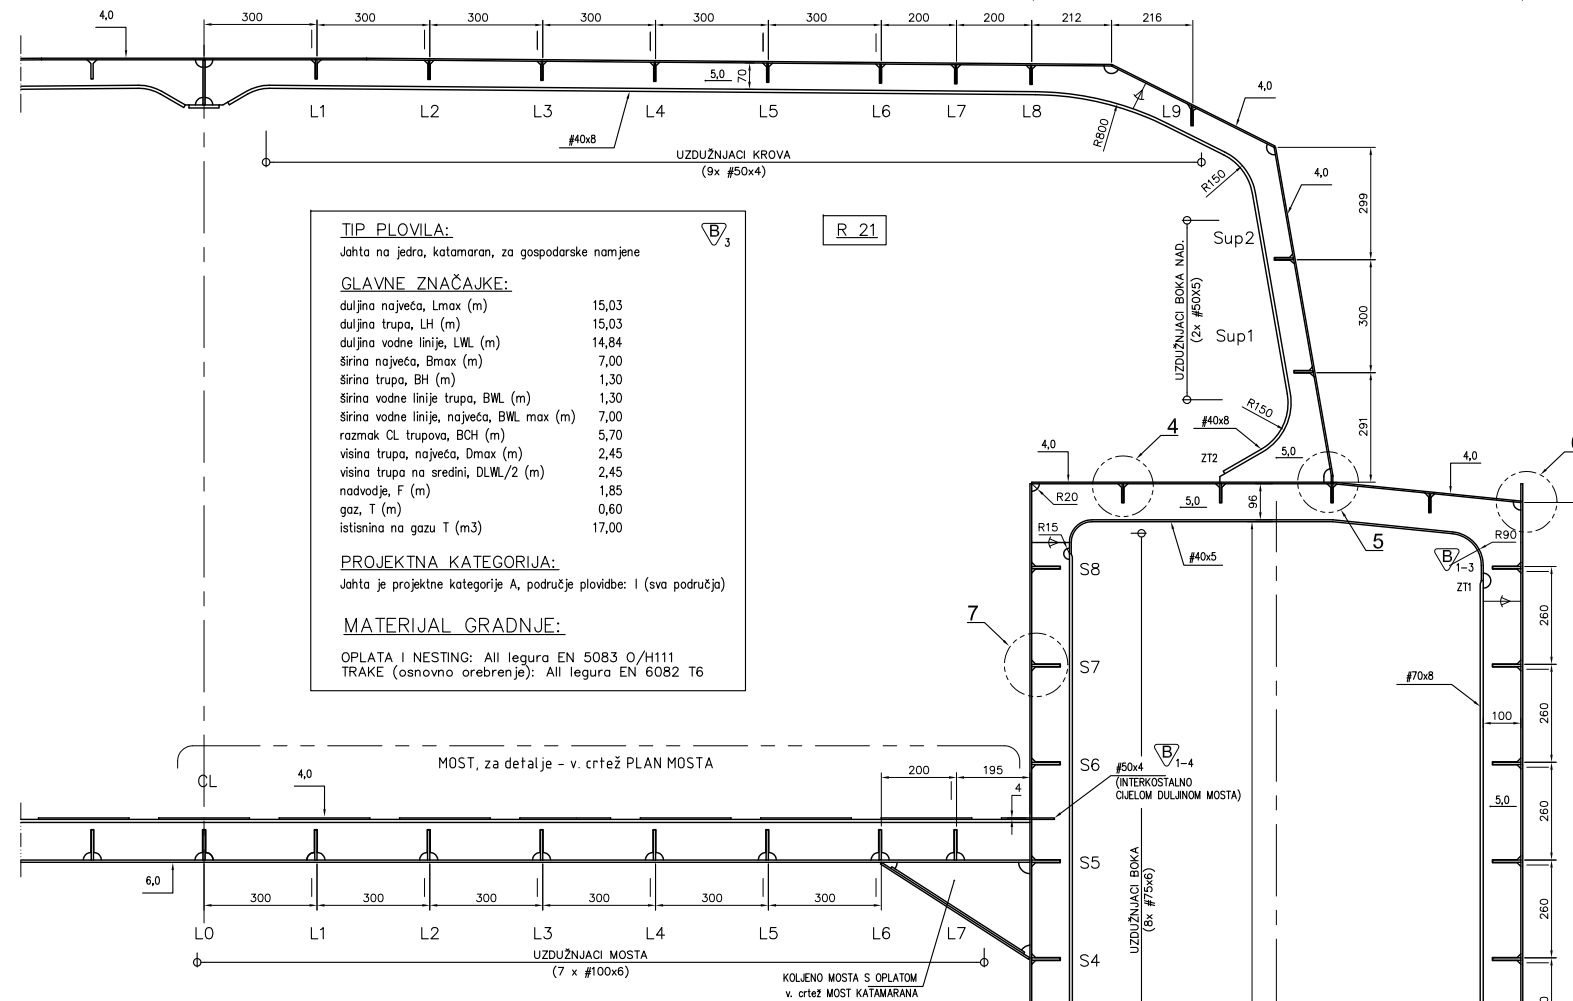 4,0
300 300 300 300 300 300 200 200 212 216
5,0 70
4,0
L1 L2 L3 L4 L5 L6 L7 L8 L9
#40x8
R800
UZDUŽNJACI KROVA
(9x #50x4)
R150
4,0
299
TIP PLOVILA:
B 3
Jahta na jedra, katamaran, za gospodarske namjene
R 21
Sup2
GLAVNE ZNAČAJKE:
duljina najveća, Lmax (m) 15,03
duljina trupa, LH (m) 15,03
duljina vodne linije, LWL (m) 14,84
širina najveća, Bmax (m) 7,00
širina trupa, BH (m) 1,30
širina vodne linije trupa, BWL (m) 1,30
širina vodne linije, najveća, BWL max (m) 7,00
razmak CL trupova, BCH (m) 5,70
visina trupa, najveća, Dmax (m) 2,45
visina trupa na sredini, DLWL/2 (m) 2,45
nadvodje, F (m) 1,85
gaz, T (m) 0,60
istisnina na gazu T (m3) 17,00
PROJEKTNA KATEGORIJA:
Jahta je projektne kategorije A, područje plovidbe: I (sva područja)
MATERIJAL GRADNJE:
OPLATA I NESTING: All legura EN 5083 O/H111
TRAKE (osnovno orebrenje): All legura EN 6082 T6
UZDUŽNJACI BOKA NAD.
(2x #50X5)
300
Sup1
R150
#40x8
291
4
4,0
ZT2
5,0
4,0
R20
5,0
96
R15
5
R90
#40x5
B 1-3
ZT1
S8
260
7
S7
#70x8
100
260
MOST, za detalje – v. crtež PLAN MOSTA
B 1-4
S6
CL
4,0
200 195
4
#50x4
(INTERKOSTALNO
CIJELOM DULJINOM MOSTA)
5,0
260
S5
6,0
UZDUŽNJACI BOKA
(8x #75x6)
300 300 300 300 300 300
260
L0 L1 L2 L3 L4 L5 L6 L7
UZDUŽNJACI MOSTA
(7 x #100x6)
S4
KOLJENO MOSTA S OPLATOM
v. crtež MOST KATAMARANA